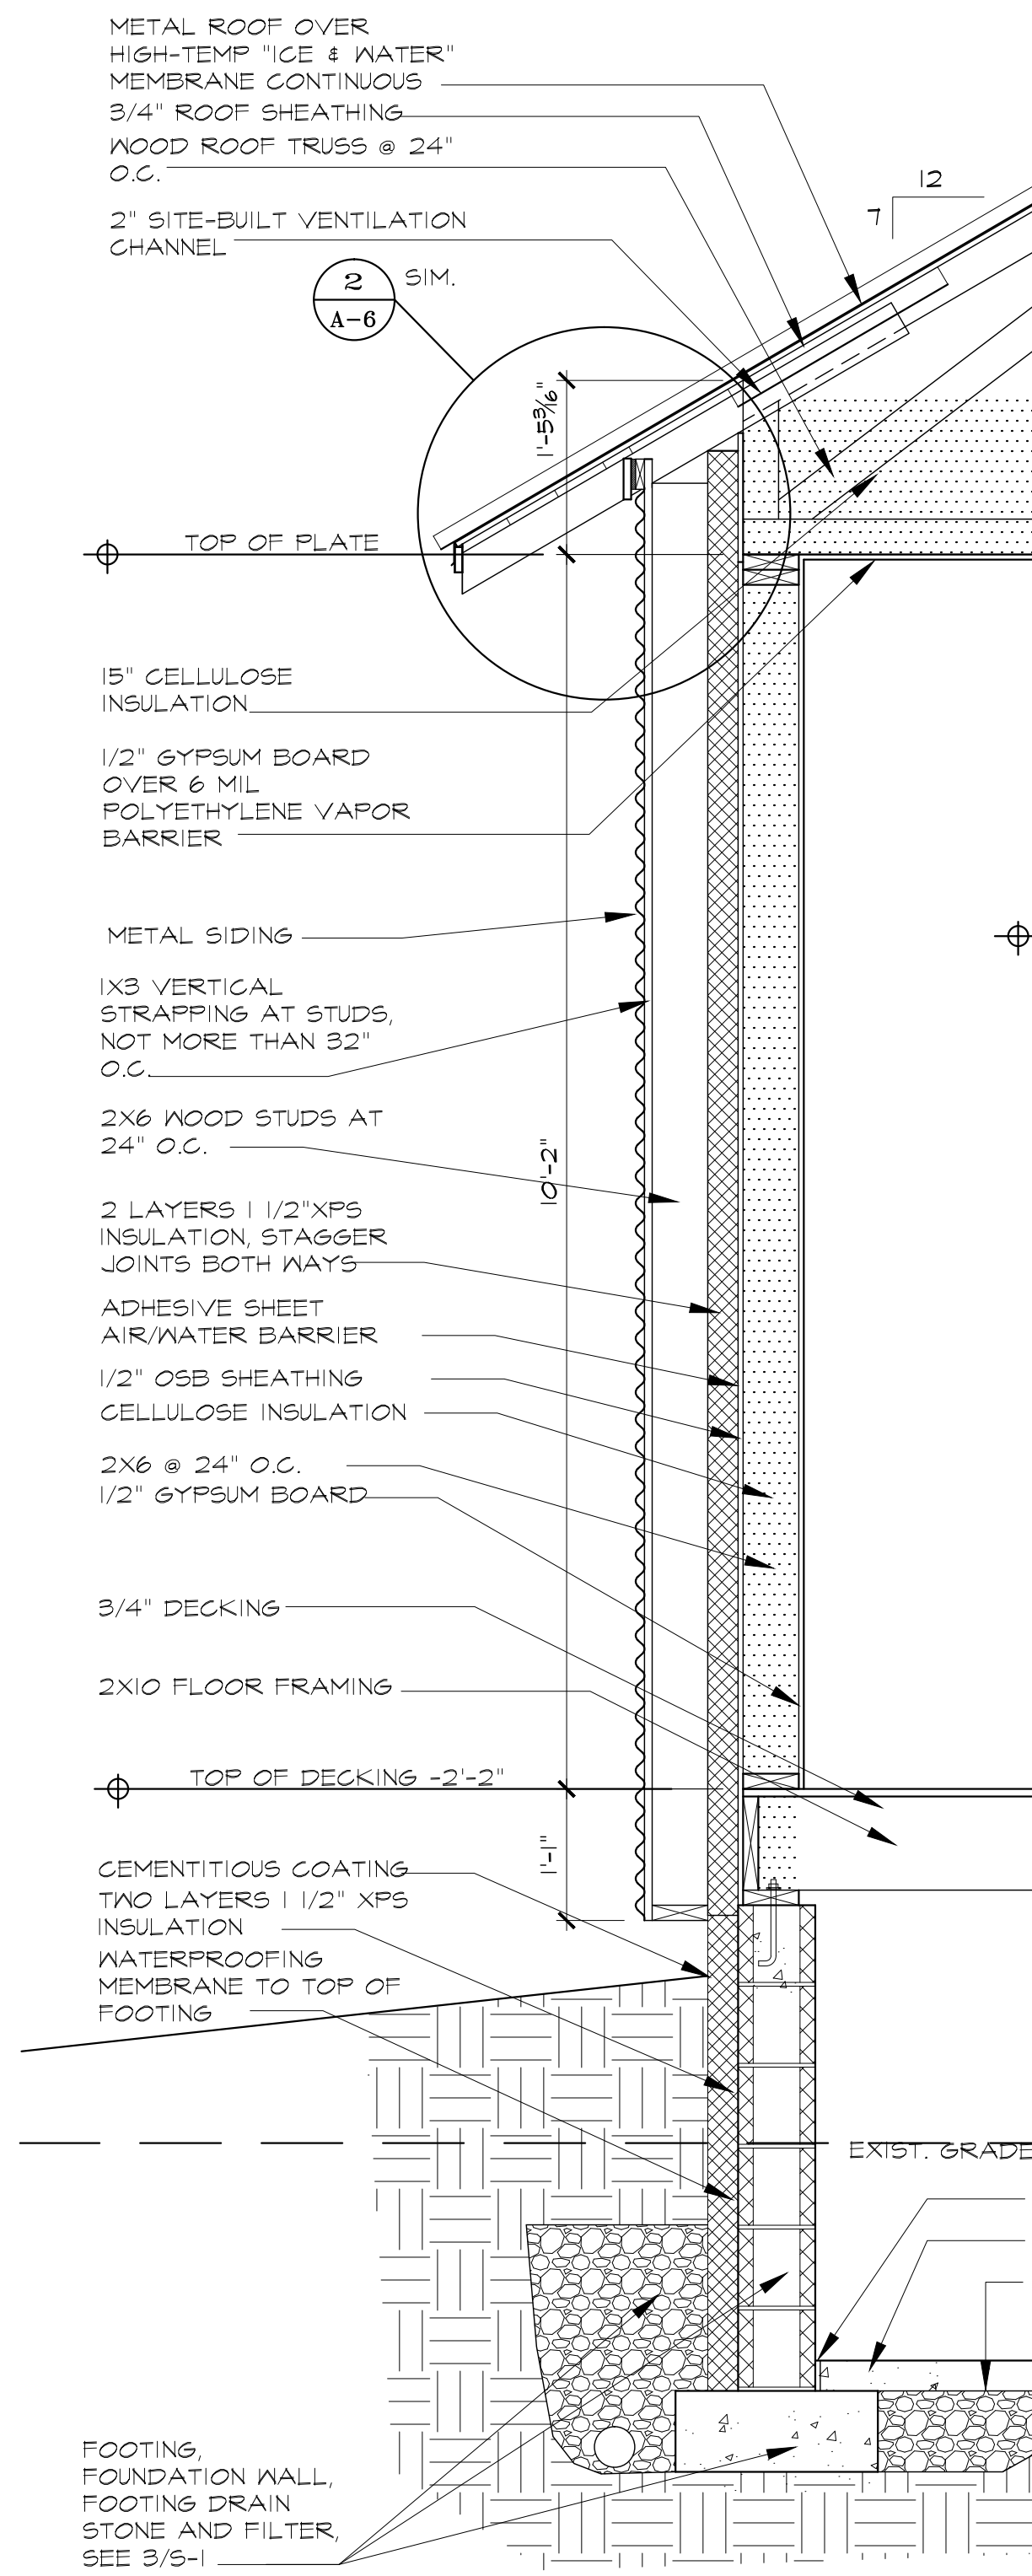 METAL ROOF OVER
HIGH-TEMP "ICE & WATER"
MEMBRANE CONTINUOUS
3/4" ROOF SHEATHING
WOOD ROOF TRUSS @ 24"
O.C.
12
7
2" SITE-BUILT VENTILATION
CHANNEL
2
A-6
SIM.
1'-5 3/16"
TOP OF PLATE
15" CELLULOSE
INSULATION
1/2" GYPSUM BOARD
OVER 6 MIL
POLYETHYLENE VAPOR
BARRIER
METAL SIDING
1X3 VERTICAL
STRAPPING AT STUDS,
NOT MORE THAN 32"
O.C.
2X6 WOOD STUDS AT
24" O.C.
10'-2"
2 LAYERS 1 1/2"XPS
INSULATION, STAGGER
JOINTS BOTH WAYS
ADHESIVE SHEET
AIR/WATER BARRIER
1/2" OSB SHEATHING
CELLULOSE INSULATION
2X6 @ 24" O.C.
1/2" GYPSUM BOARD
3/4" DECKING
2X10 FLOOR FRAMING
TOP OF DECKING -2'-2"
1'-1"
CEMENTITIOUS COATING
TWO LAYERS 1 1/2" XPS
INSULATION
WATERPROOFING
MEMBRANE TO TOP OF
FOOTING
EXIST. GRADE
FOOTING,
FOUNDATION WALL,
FOOTING DRAIN
STONE AND FILTER,
SEE 3/S-1